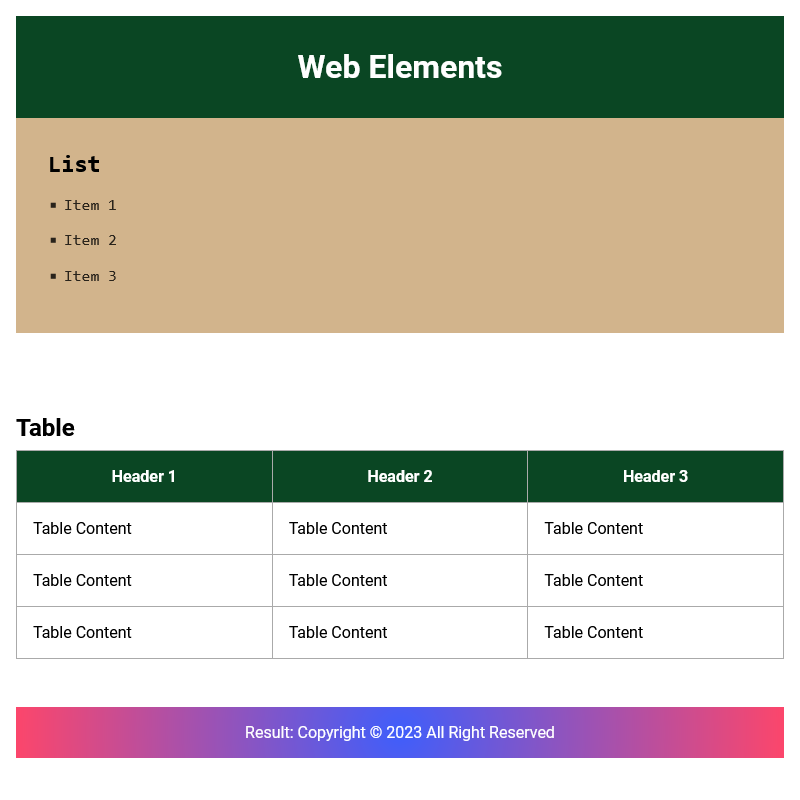 Web Elements
List
Item 1
Item 2
Item 3
Table
Header 1 Header 2 Header 3
Table Content Table Content Table Content
Table Content Table Content Table Content
Table Content Table Content Table Content
Result: Copyright © 2023 All Right Reserved